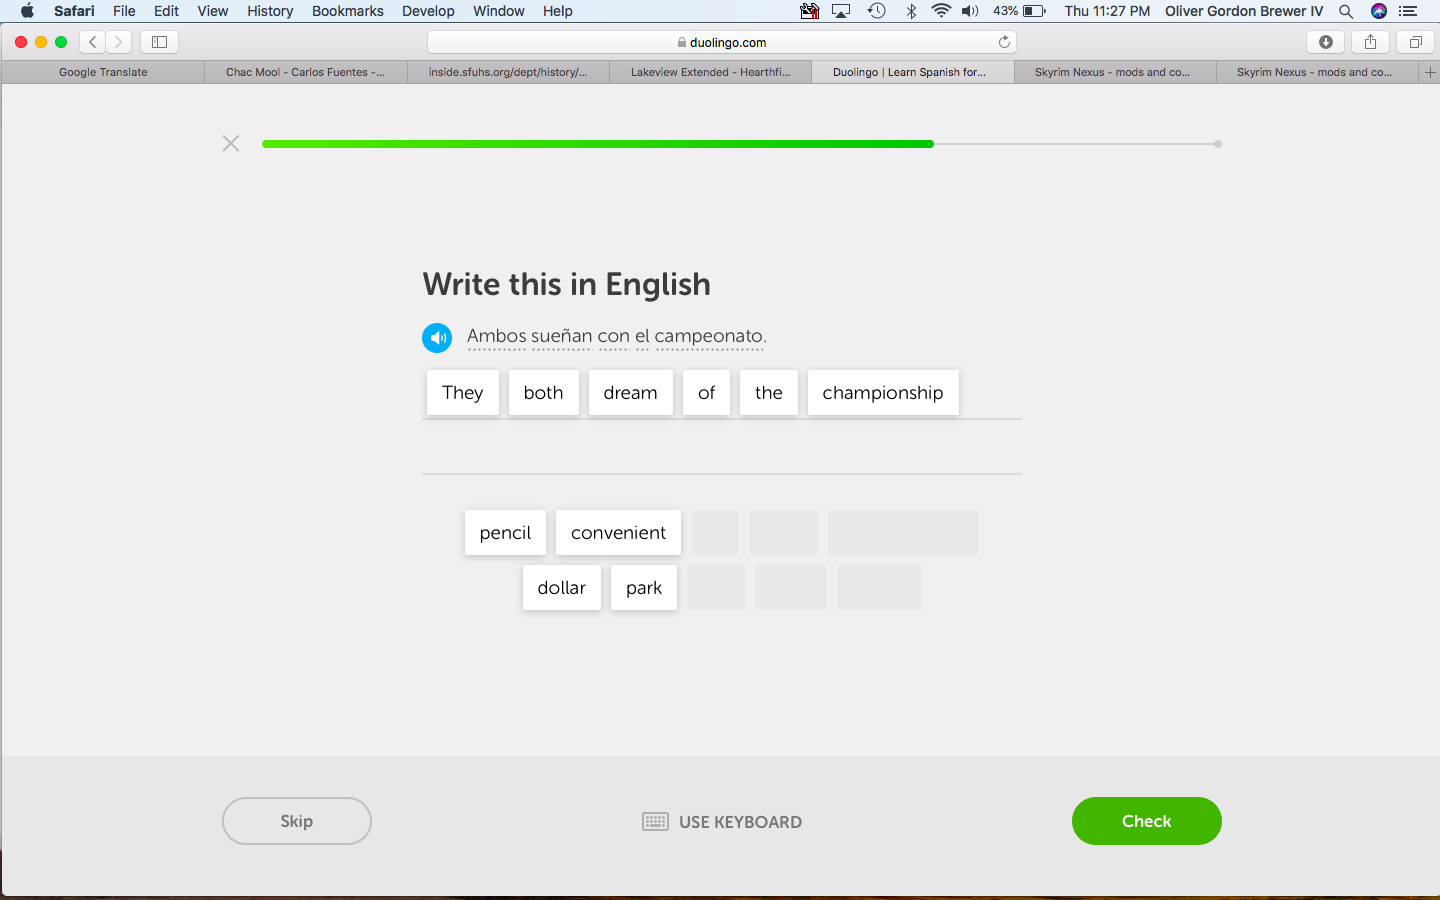 Safari File Edit View History Bookmarks Develop Window Help 43% Thu 11:27 PM Oliver Gordon Brewer IV
duolingo.com
Google Translate Chac Mool - Carlos Fuentes -... inside.sfuhs.org/dept/history/... Lakeview Extended - Hearthfi... Duolingo | Learn Spanish for... Skyrim Nexus - mods and co... Skyrim Nexus - mods and co...
Write this in English
Ambos sueñan con el campeonato.
They both dream of the championship
pencil convenient
dollar park
Skip USE KEYBOARD Check